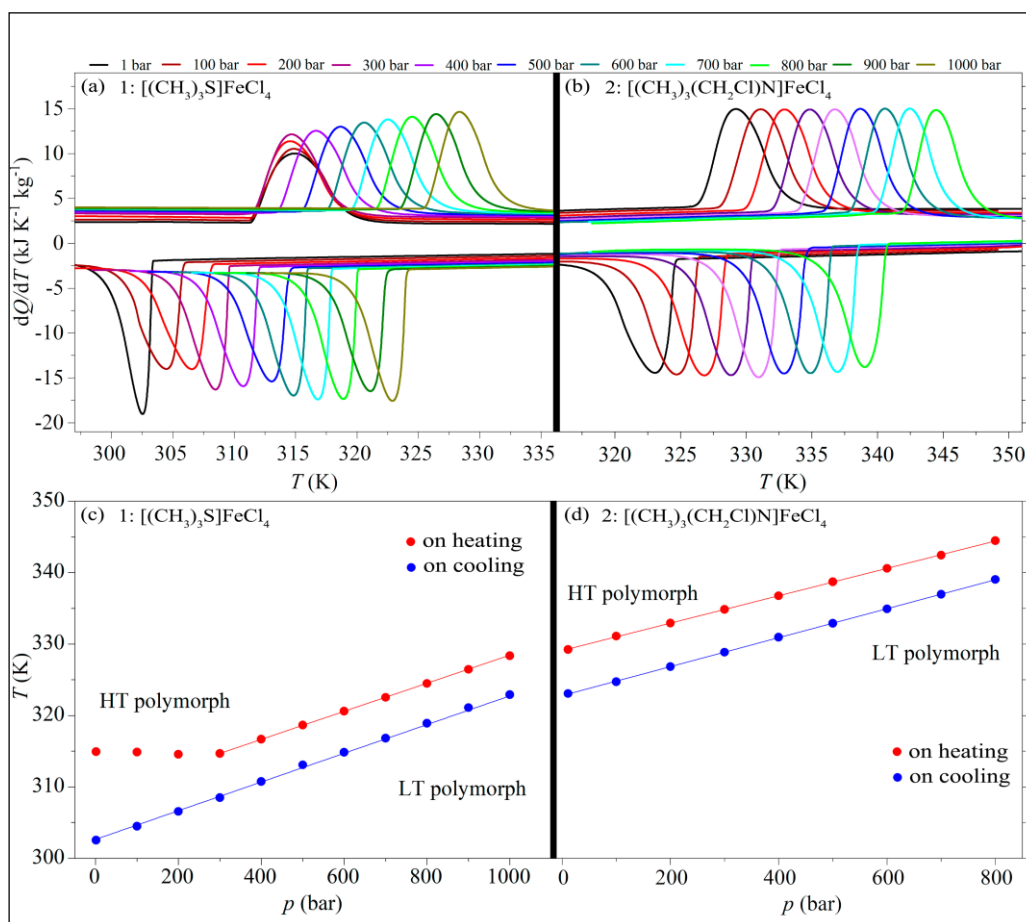 1 bar 100 bar 200 bar 300 bar 400 bar 500 bar 600 bar 700 bar 800 bar 900 bar 1000 bar
(a) 1: [(CH₃)₃S]FeCl₄
(b) 2: [(CH₃)₃(CH₂Cl)N]FeCl₄
dQ/dT (kJ K⁻¹ kg⁻¹)
15
10
5
0
-5
-10
-15
-20
300 305 310 315 320 325 330 335
T (K)
320 325 330 335 340 345 350
T (K)
(c) 1: [(CH₃)₃S]FeCl₄
on heating
on cooling
HT polymorph
LT polymorph
T (K)
350
340
330
320
310
300
0 200 400 600 800 1000
p (bar)
(d) 2: [(CH₃)₃(CH₂Cl)N]FeCl₄
HT polymorph
LT polymorph
on heating
on cooling
0 200 400 600 800
p (bar)